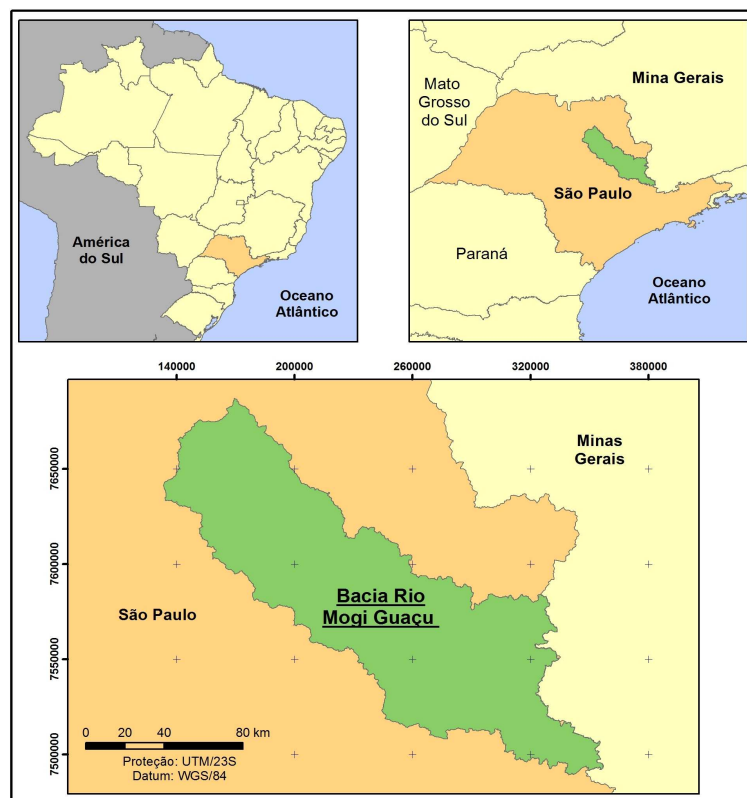 América
do Sul
Oceano
Atlântico
Mato
Grosso
do Sul
Mina Gerais
São Paulo
Paraná
Oceano
Atlântico
140000 200000 260000 320000 380000
7650000
7600000
7550000
7500000
Minas
Gerais
Bacia Rio
Mogi Guaçu
São Paulo
0 20 40 80 km
Proteção: UTM/23S
Datum: WGS/84